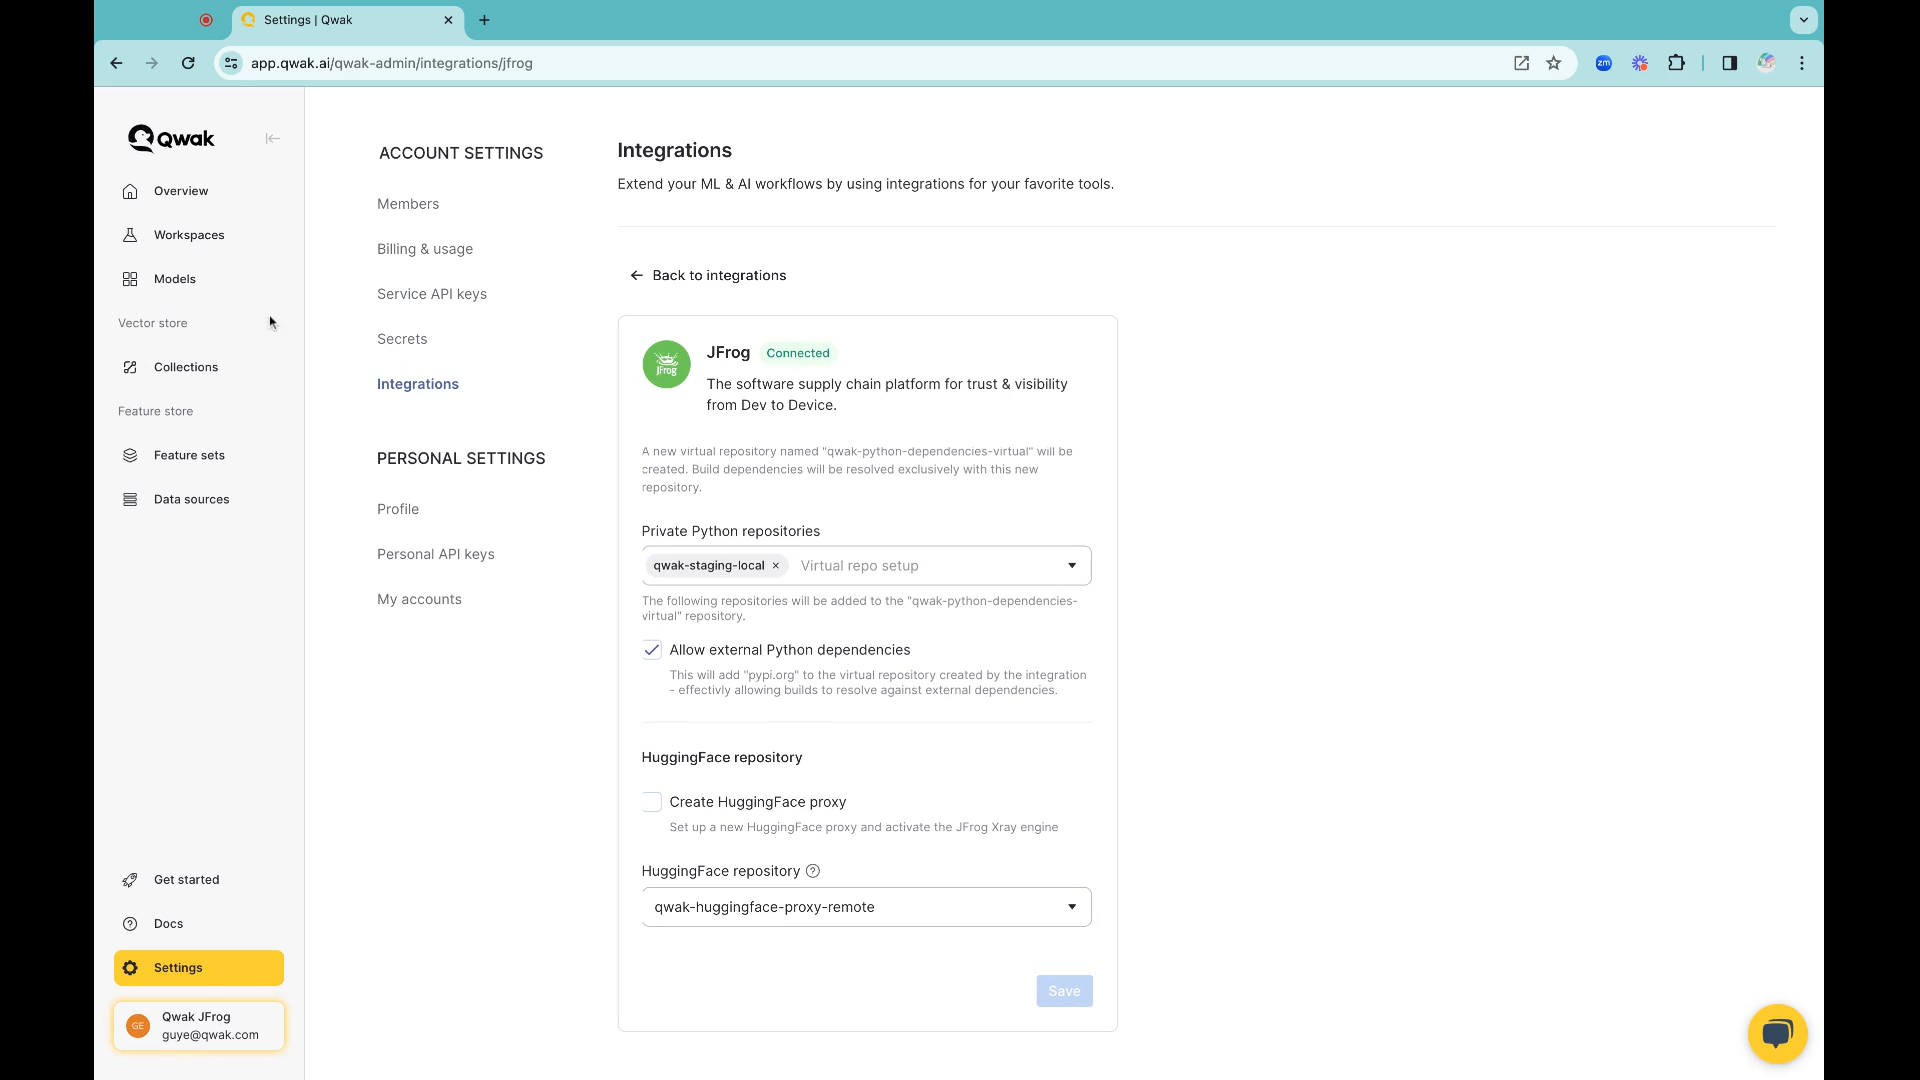 Settings | Qwak
app.qwak.ai/qwak-admin/integrations/jfrog
zm
Qwak
Overview
Workspaces
Models
Vector store
Collections
Feature store
Feature sets
Data sources
Get started
Docs
Settings
GE
Qwak JFrog
guye@qwak.com
ACCOUNT SETTINGS
Members
Billing & usage
Service API keys
Secrets
Integrations
PERSONAL SETTINGS
Profile
Personal API keys
My accounts
Integrations
Extend your ML & AI workflows by using integrations for your favorite tools.
Back to integrations
JFrog
JFrog Connected
The software supply chain platform for trust & visibility
from Dev to Device.
A new virtual repository named "qwak-python-dependencies-virtual" will be
created. Build dependencies will be resolved exclusively with this new
repository.
Private Python repositories
qwak-staging-local × Virtual repo setup
The following repositories will be added to the "qwak-python-dependencies-
virtual" repository.
Allow external Python dependencies
This will add "pypi.org" to the virtual repository created by the integration
- effectivly allowing builds to resolve against external dependencies.
HuggingFace repository
Create HuggingFace proxy
Set up a new HuggingFace proxy and activate the JFrog Xray engine
HuggingFace repository ?
qwak-huggingface-proxy-remote
Save